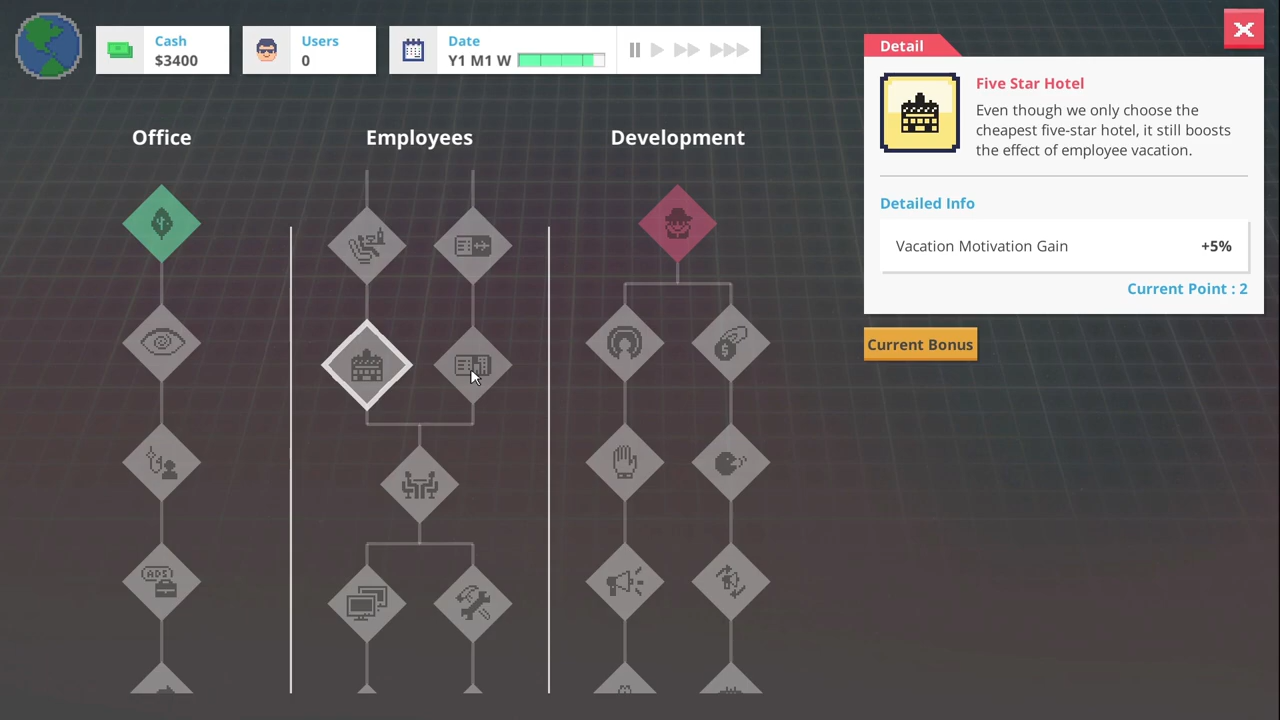 Cash
$3400
Users
0
Date
Y1 M1 W
Office
Employees
Development
ADS
Detail
Five Star Hotel
Even though we only choose the
cheapest five-star hotel, it still boosts
the effect of employee vacation.
Detailed Info
Vacation Motivation Gain +5%
Current Point : 2
Current Bonus